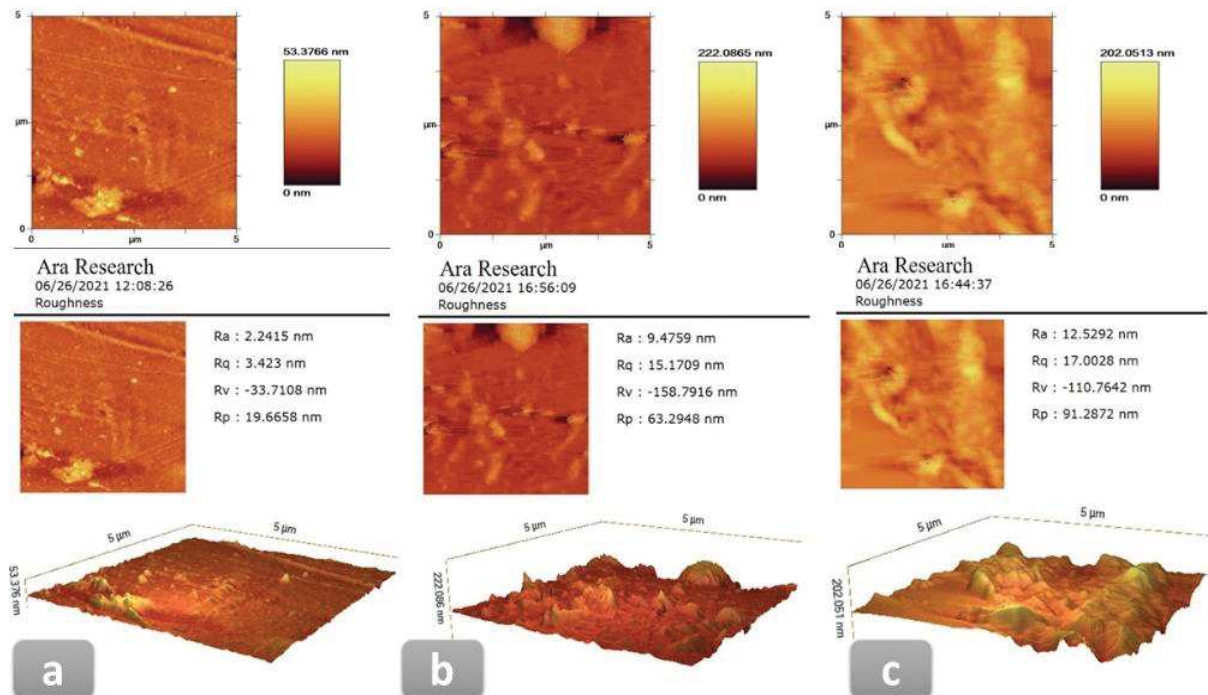 5
53.3766 nm
µm
0 nm
0
0
µm
5
Ara Research
06/26/2021 12:08:26
Roughness
Ra : 2.2415 nm
Rq : 3.423 nm
Rv : -33.7108 nm
Rp : 19.6658 nm
5 µm
5 µm
53.376 nm
a
5
222.0865 nm
µm
0 nm
0
0
µm
5
Ara Research
06/26/2021 16:56:09
Roughness
Ra : 9.4759 nm
Rq : 15.1709 nm
Rv : -158.7916 nm
Rp : 63.2948 nm
5 µm
5 µm
222.086 nm
b
5
202.0513 nm
µm
0 nm
0
0
um
5
Ara Research
06/26/2021 16:44:37
Roughness
Ra : 12.5292 nm
Rq : 17.0028 nm
Rv : -110.7642 nm
Rp : 91.2872 nm
5 µm
5 µm
202.051 nm
c